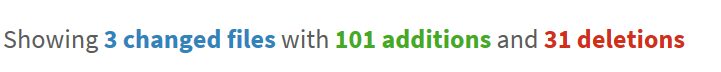 Showing 3 changed files with 101 additions and 31 deletions